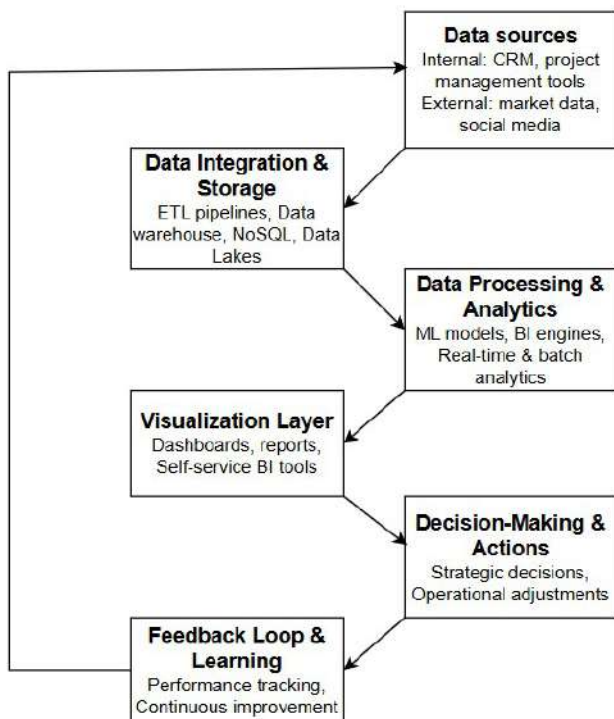 Data sources
Internal: CRM, project
management tools
External: market data,
social media
Data Integration &
Storage
ETL pipelines, Data
warehouse, NoSQL, Data
Lakes
Data Processing &
Analytics
ML models, BI engines,
Real-time & batch
analytics
Visualization Layer
Dashboards, reports,
Self-service BI tools
Decision-Making &
Actions
Strategic decisions,
Operational adjustments
Feedback Loop &
Learning
Performance tracking,
Continuous improvement